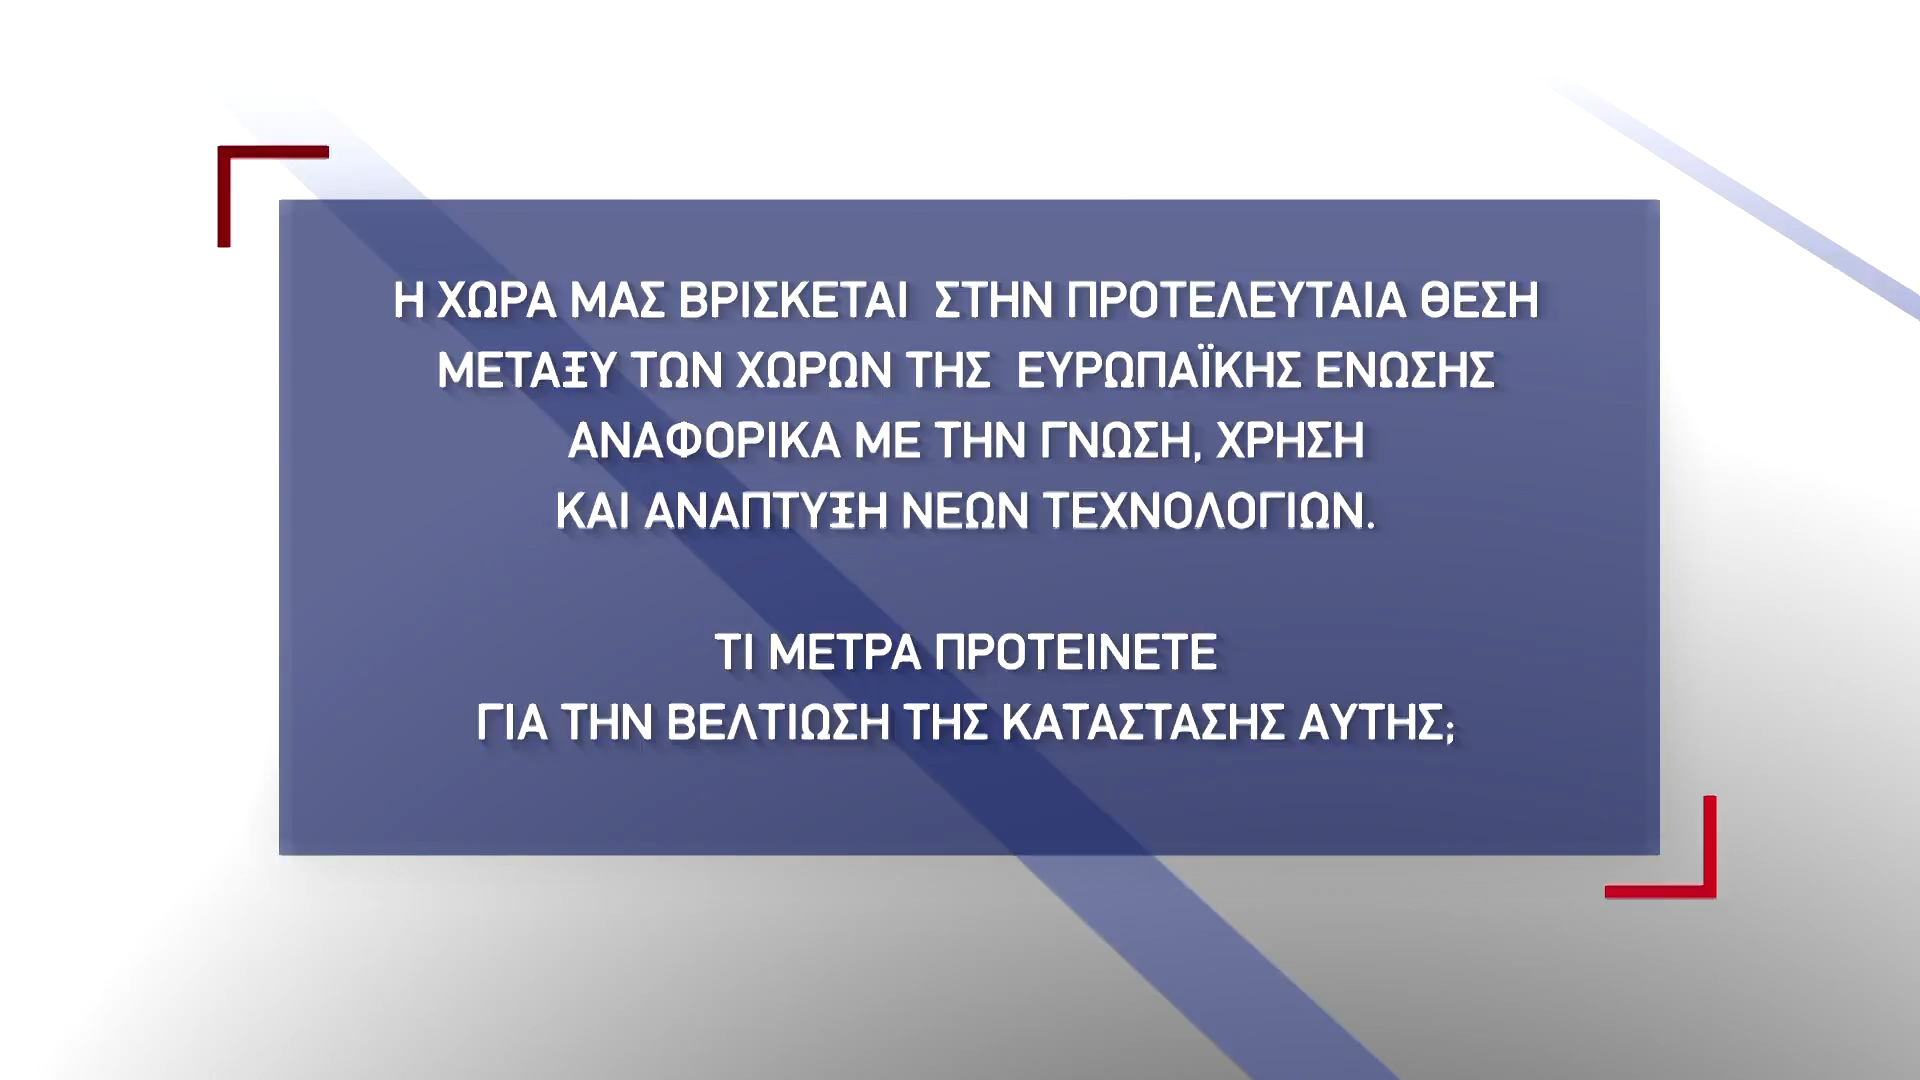 Η ΧΩΡΑ ΜΑΣ ΒΡΙΣΚΕΤΑΙ ΣΤΗΝ ΠΡΟΤΕΛΕΥΤΑΙΑ ΘΕΣΗ
ΜΕΤΑΞΥ ΤΩΝ ΧΩΡΩΝ ΤΗΣ ΕΥΡΩΠΑΪΚΗΣ ΕΝΩΣΗΣ
ΑΝΑΦΟΡΙΚΑ ΜΕ ΤΗΝ ΓΝΩΣΗ, ΧΡΗΣΗ
ΚΑΙ ΑΝΑΠΤΥΞΗ ΝΕΩΝ ΤΕΧΝΟΛΟΓΙΩΝ.
ΤΙ ΜΕΤΡΑ ΠΡΟΤΕΙΝΕΤΕ
ΓΙΑ ΤΗΝ ΒΕΛΤΙΩΣΗ ΤΗΣ ΚΑΤΑΣΤΑΣΗΣ ΑΥΤΗΣ;